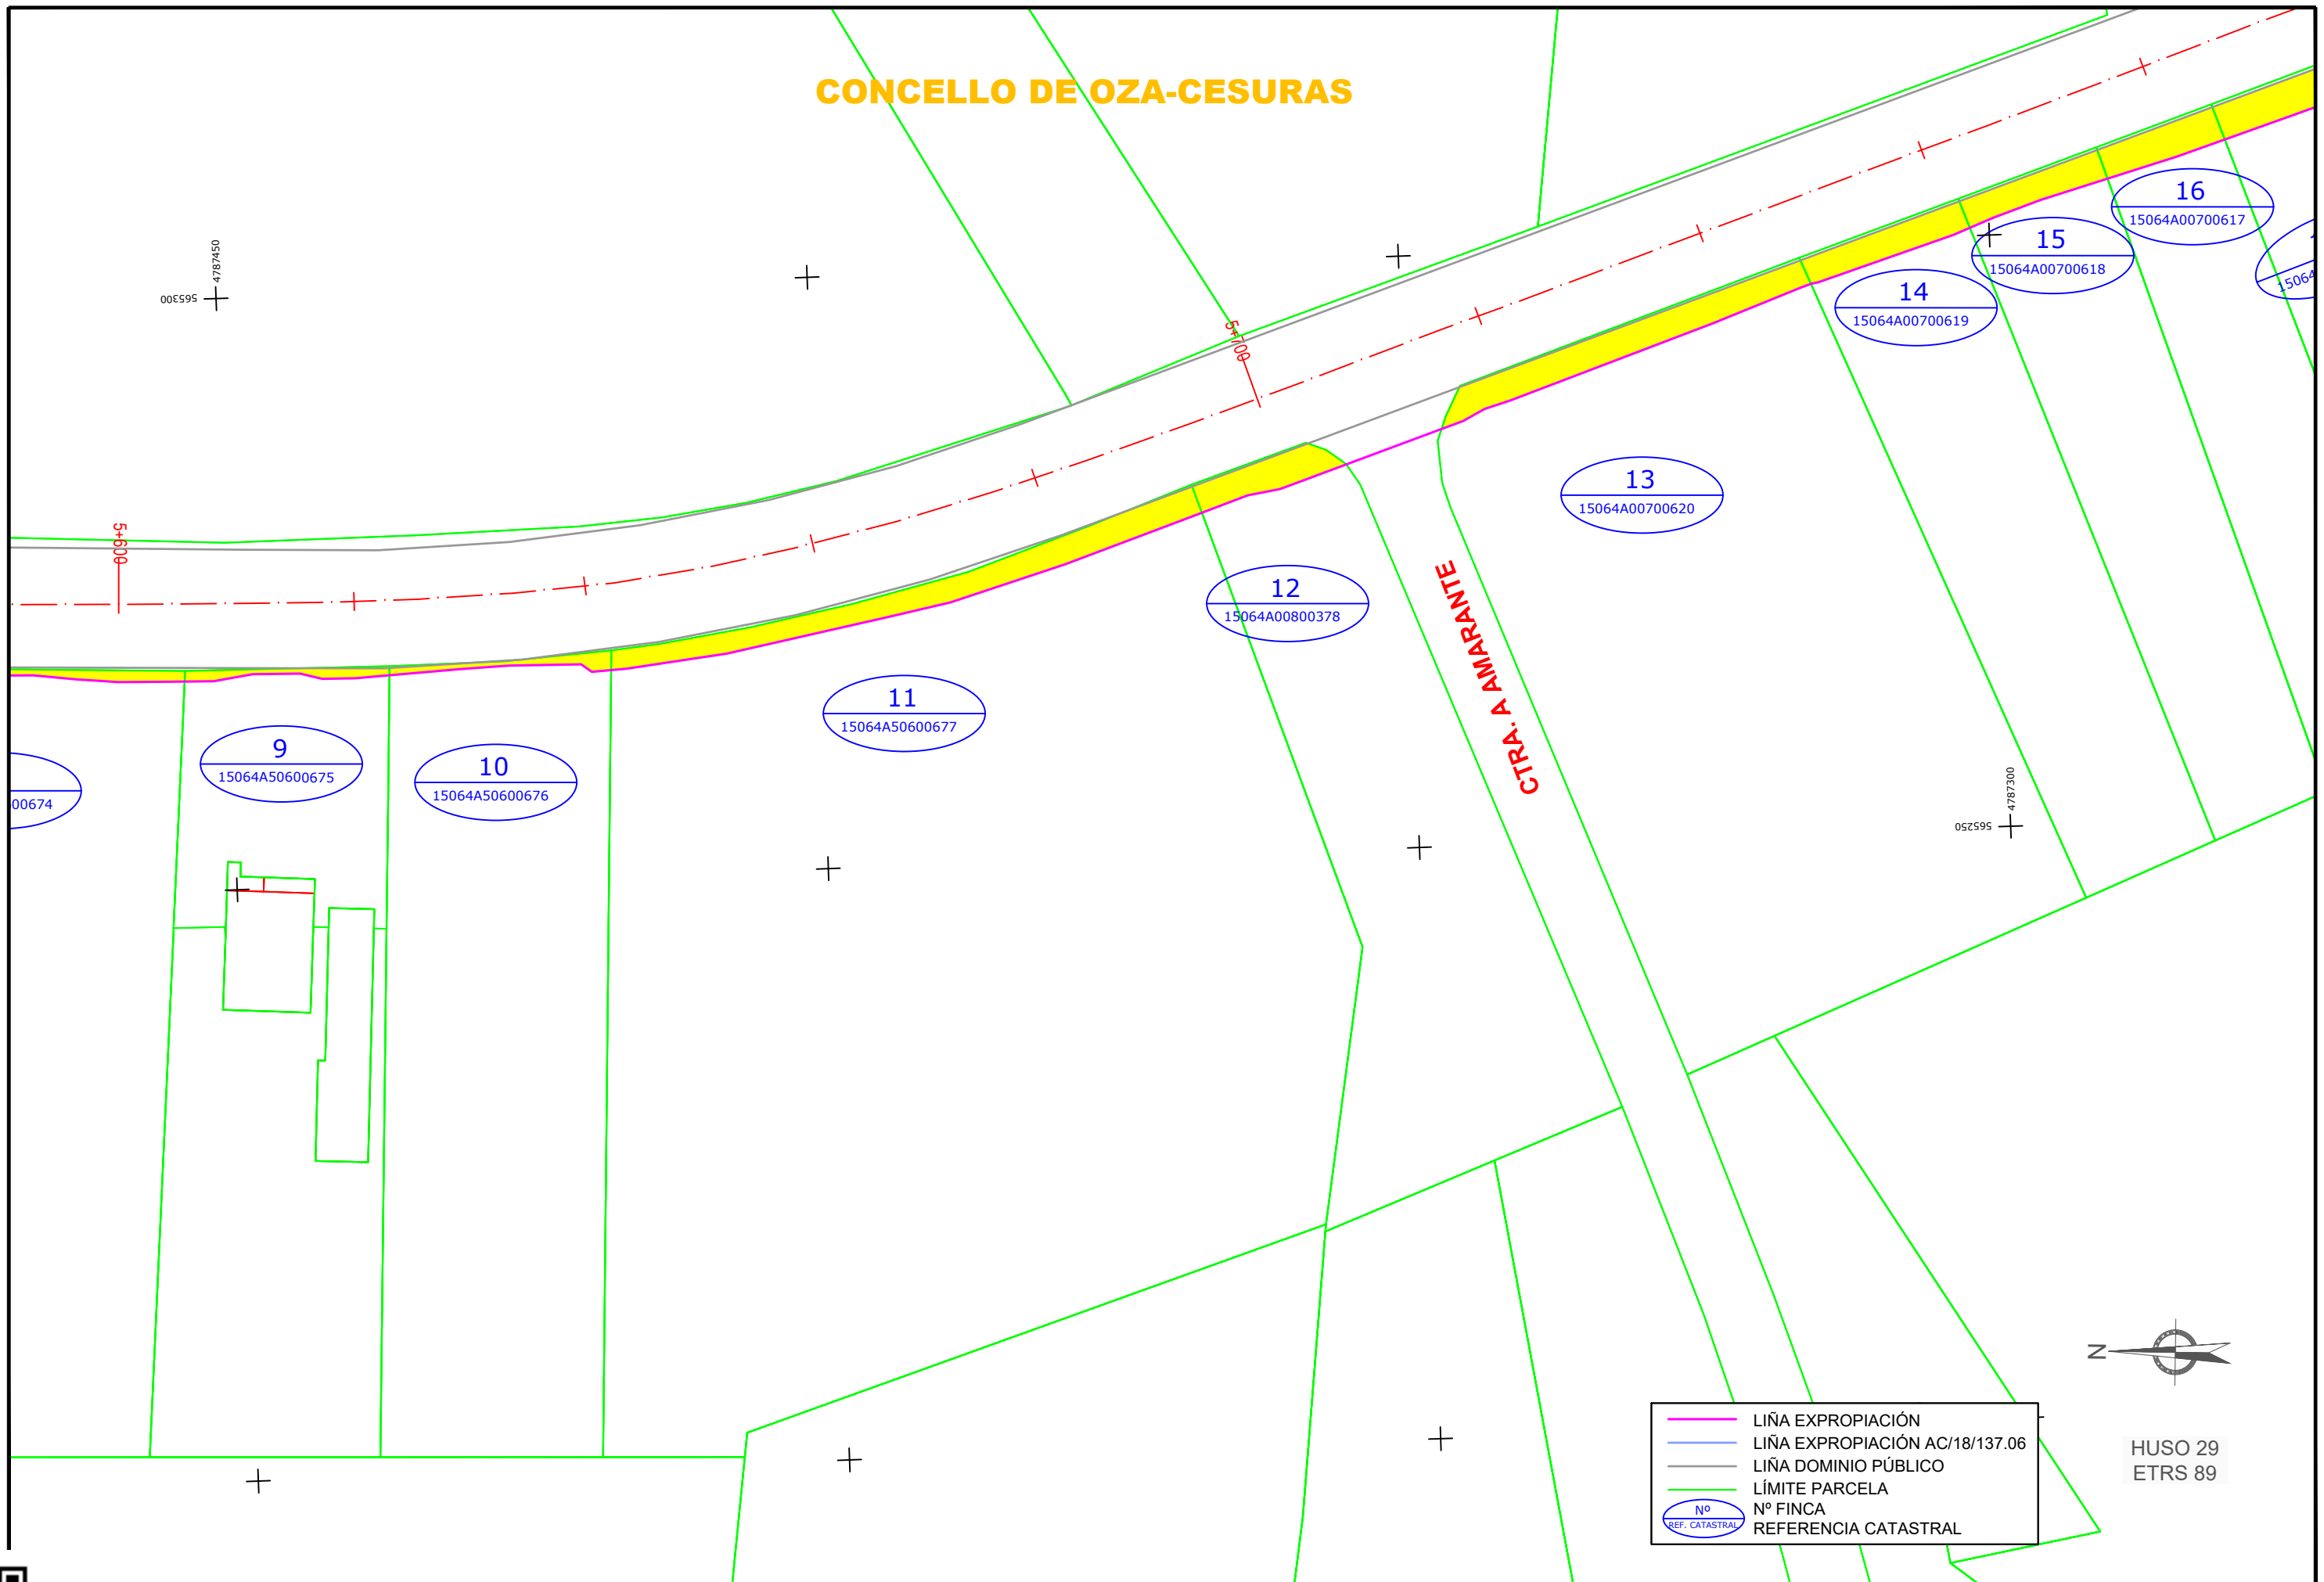 CONCELLO DE OZA-CESURAS
4787450
565300
5+700
5+600
16
15064A00700617
15
15064A00700618
15064
14
15064A00700619
13
15064A00700620
12
15064A00800378
CTRA. A AMARANTE
11
15064A50600677
9
15064A50600675
10
15064A50600676
00674
4787300
565250
N
HUSO 29
ETRS 89
LIÑA EXPROPIACIÓN
LIÑA EXPROPIACIÓN AC/18/137.06
LIÑA DOMINIO PÚBLICO
LÍMITE PARCELA
Nº
REF. CATASTRAL
Nº FINCA
REFERENCIA CATASTRAL